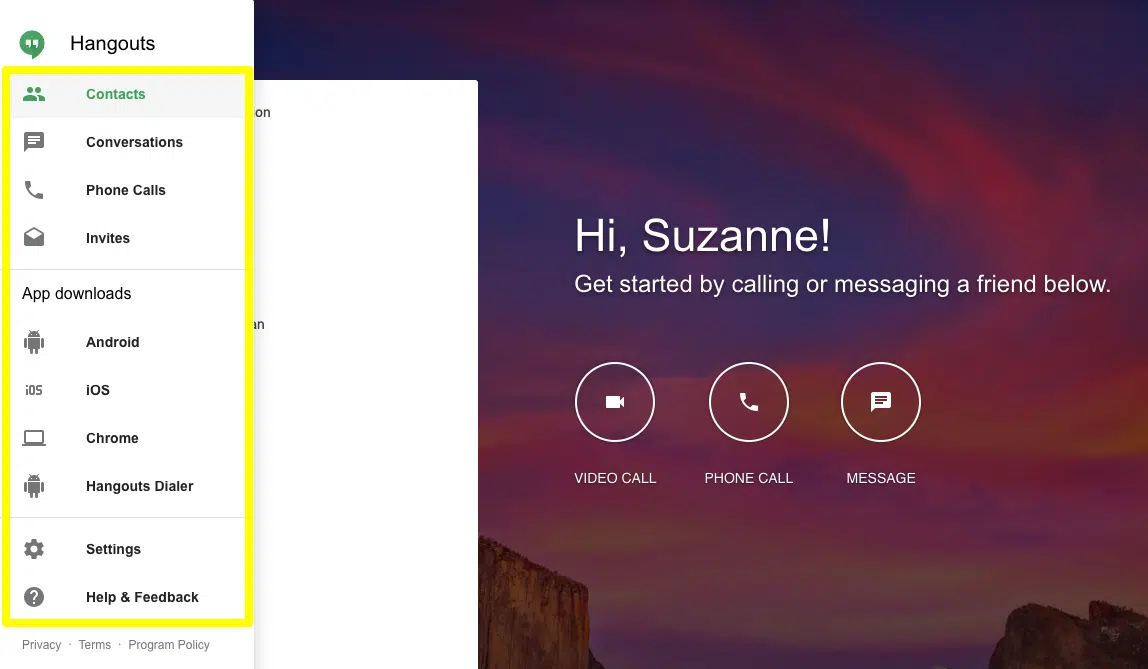 Hangouts
Contacts
Conversations
Phone Calls
Invites
App downloads
Android
iOS
iOS
Chrome
Hangouts Dialer
Settings
Help & Feedback
Privacy · Terms · Program Policy
on
an
Hi, Suzanne!
Get started by calling or messaging a friend below.
VIDEO CALL
PHONE CALL
MESSAGE